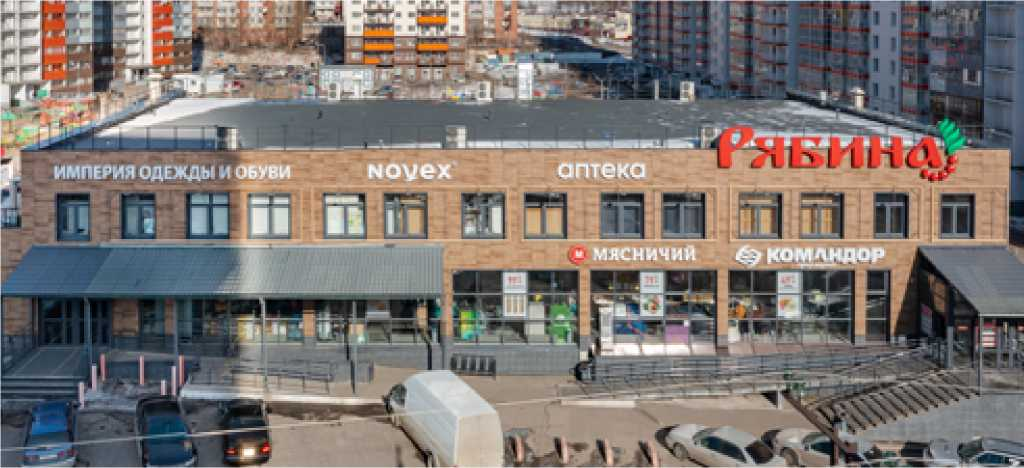 ИМПЕРИЯ ОДЕЖДЫ И ОБУВИ
novex
аптека
Рябина
МЯСНИЧИЙ
КОМАНДОР